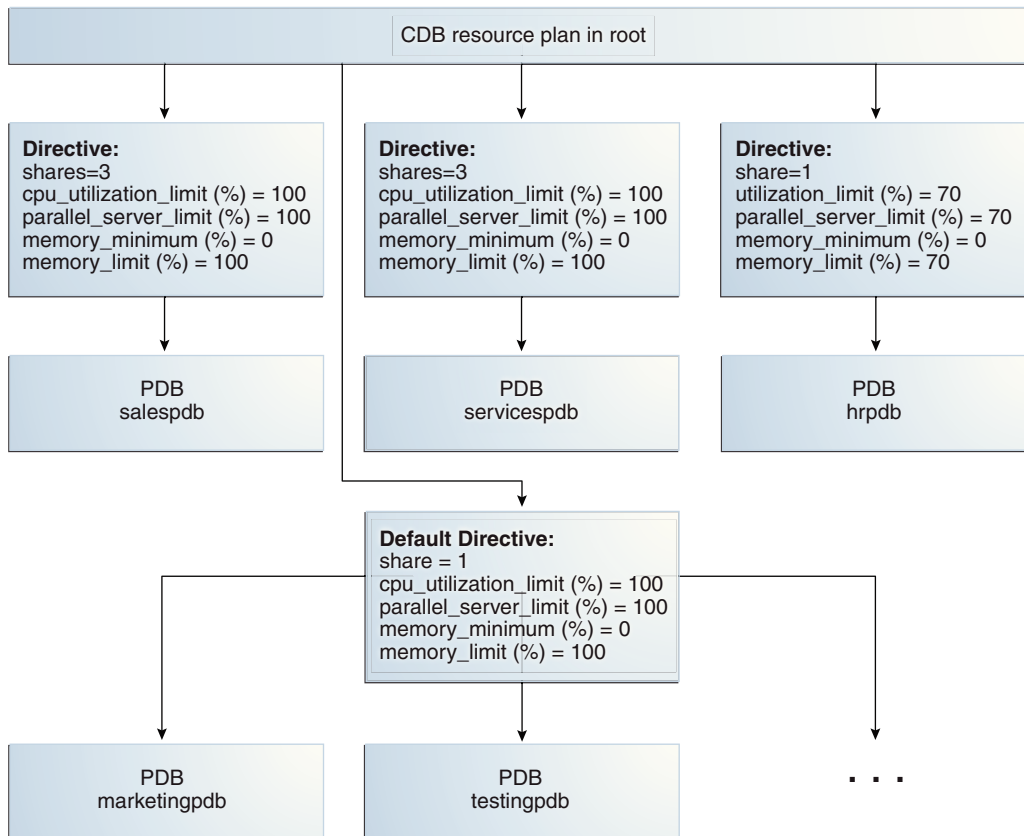 CDB resource plan in root
Directive:
shares=3
cpu_utilization_limit (%) = 100
parallel_server_limit (%) = 100
memory_minimum (%) = 0
memory_limit (%) = 100
Directive:
shares=3
cpu_utilization_limit (%) = 100
parallel_server_limit (%) = 100
memory_minimum (%) = 0
memory_limit (%) = 100
Directive:
share=1
utilization_limit (%) = 70
parallel_server_limit (%) = 70
memory_minimum (%) = 0
memory_limit (%) = 70
PDB
salespdb
PDB
servicespdb
PDB
hrpdb
Default Directive:
share = 1
cpu_utilization_limit (%) = 100
parallel_server_limit (%) = 100
memory_minimum (%) = 0
memory_limit (%) = 100
PDB
marketingpdb
PDB
testingpdb
. . .